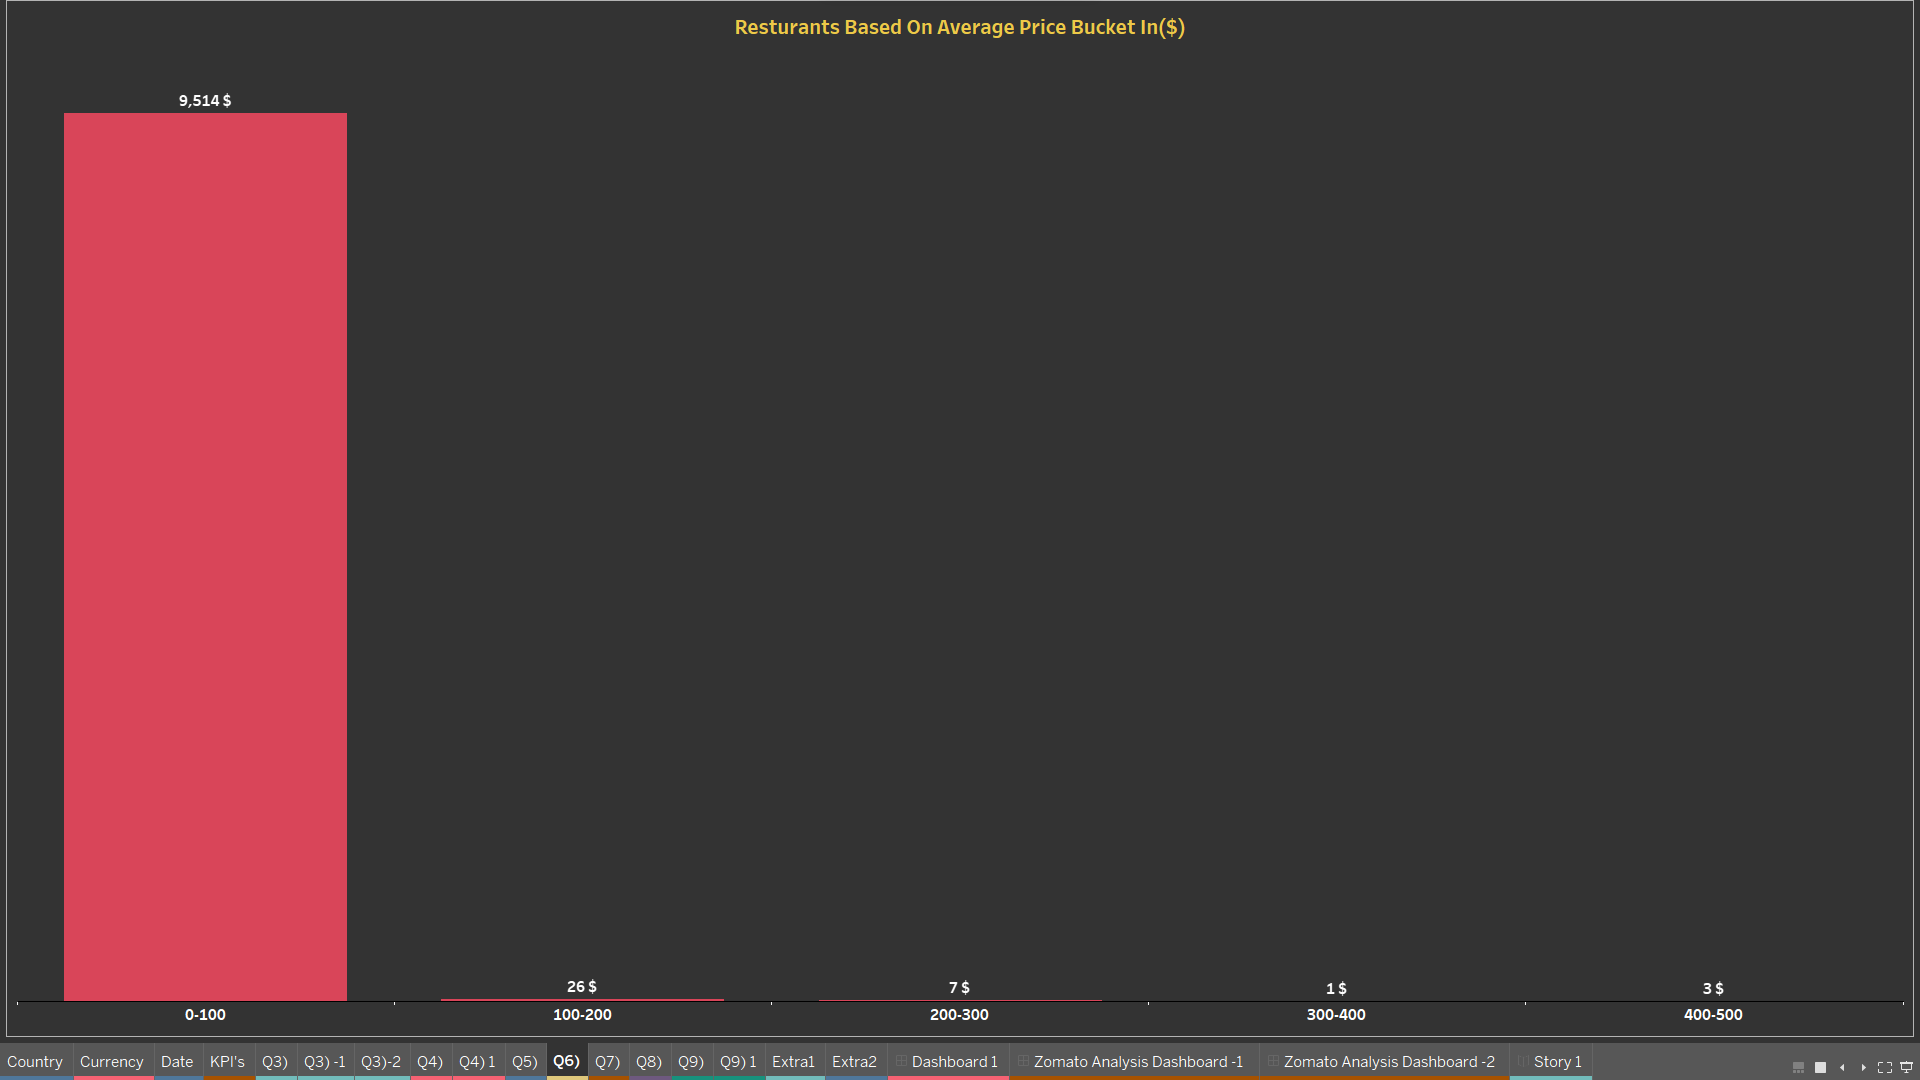 Resturants Based On Average Price Bucket In($)
9,514 $
26 $
7 $
1 $
3 $
0-100
100-200
200-300
300-400
400-500
Country
Currency
Date
KPI's
Q3)
Q3) -1
Q3)-2
Q4)
Q4) 1
Q5)
Q6)
Q7)
Q8)
Q9)
Q9) 1
Extra1
Extra2
Dashboard 1
Zomato Analysis Dashboard -1
Zomato Analysis Dashboard -2
Story 1